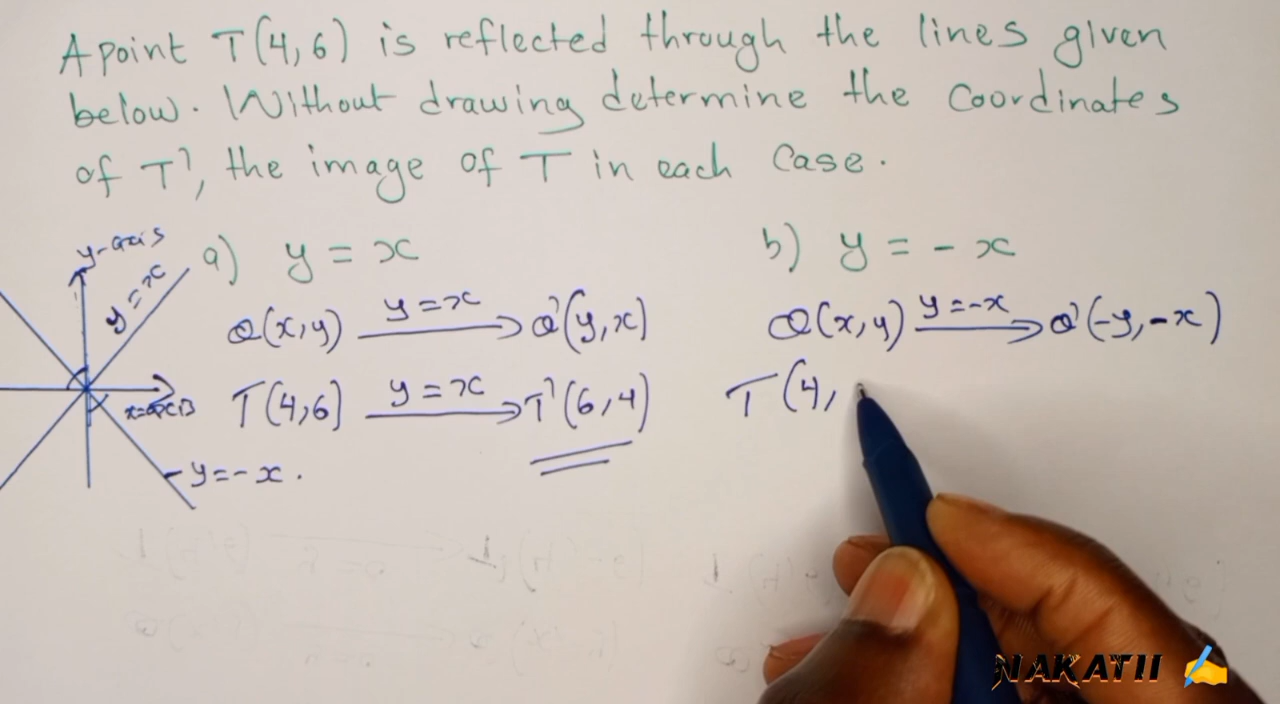 A point T(4,6) is reflected through the lines given
below. Without drawing determine the coordinates
of T', the image of T in each case.
y-axis
y=x
x-axis
y=-x.
a) y = x
Q(x,y) y=x Q'(y,x)
T(4,6) y=x T'(6,4)
b) y = -x
Q(x,y) y=-x Q'(-y,-x)
T(4,
NAKATII